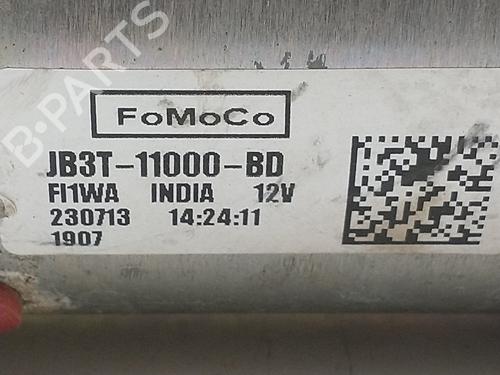 B-PARTS
FoMoCo
JB3T-11000-BD
FI1WA INDIA 12V
230713 14:24:11
1907